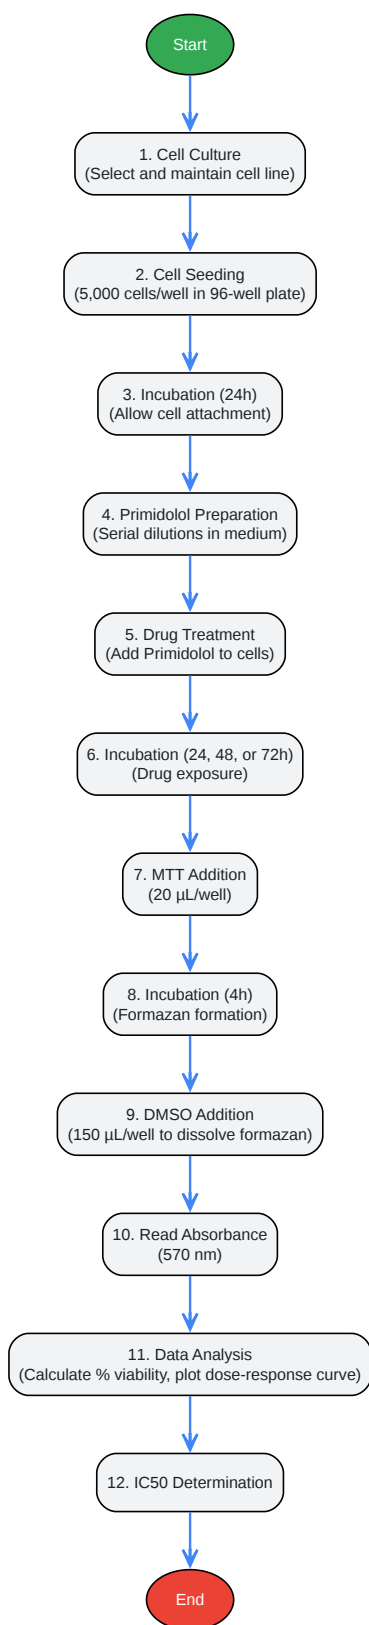 Start
1. Cell Culture
(Select and maintain cell line)
2. Cell Seeding
(5,000 cells/well in 96-well plate)
3. Incubation (24h)
(Allow cell attachment)
4. Primidolol Preparation
(Serial dilutions in medium)
5. Drug Treatment
(Add Primidolol to cells)
6. Incubation (24, 48, or 72h)
(Drug exposure)
7. MTT Addition
(20 µL/well)
8. Incubation (4h)
(Formazan formation)
9. DMSO Addition
(150 µL/well to dissolve formazan)
10. Read Absorbance
(570 nm)
11. Data Analysis
(Calculate % viability, plot dose-response curve)
12. IC50 Determination
End